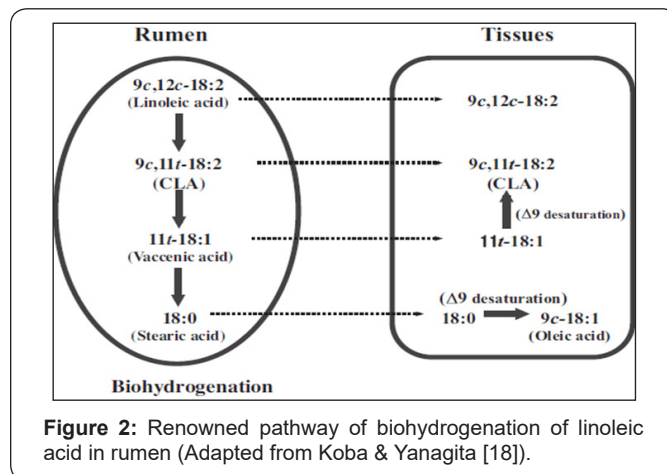 Rumen
Tissues
9c,12c-18:2
(Linoleic acid)
9c,12c-18:2
9c,11t-18:2
(CLA)
9c,11t-18:2
(CLA)
(Δ9 desaturation)
11t-18:1
(Vaccenic acid)
11t-18:1
(Δ9 desaturation)
18:0
(Stearic acid)
18:0
9c-18:1
(Oleic acid)
Biohydrogenation
Figure 2: Renowned pathway of biohydrogenation of linoleic
acid in rumen (Adapted from Koba & Yanagita [18]).